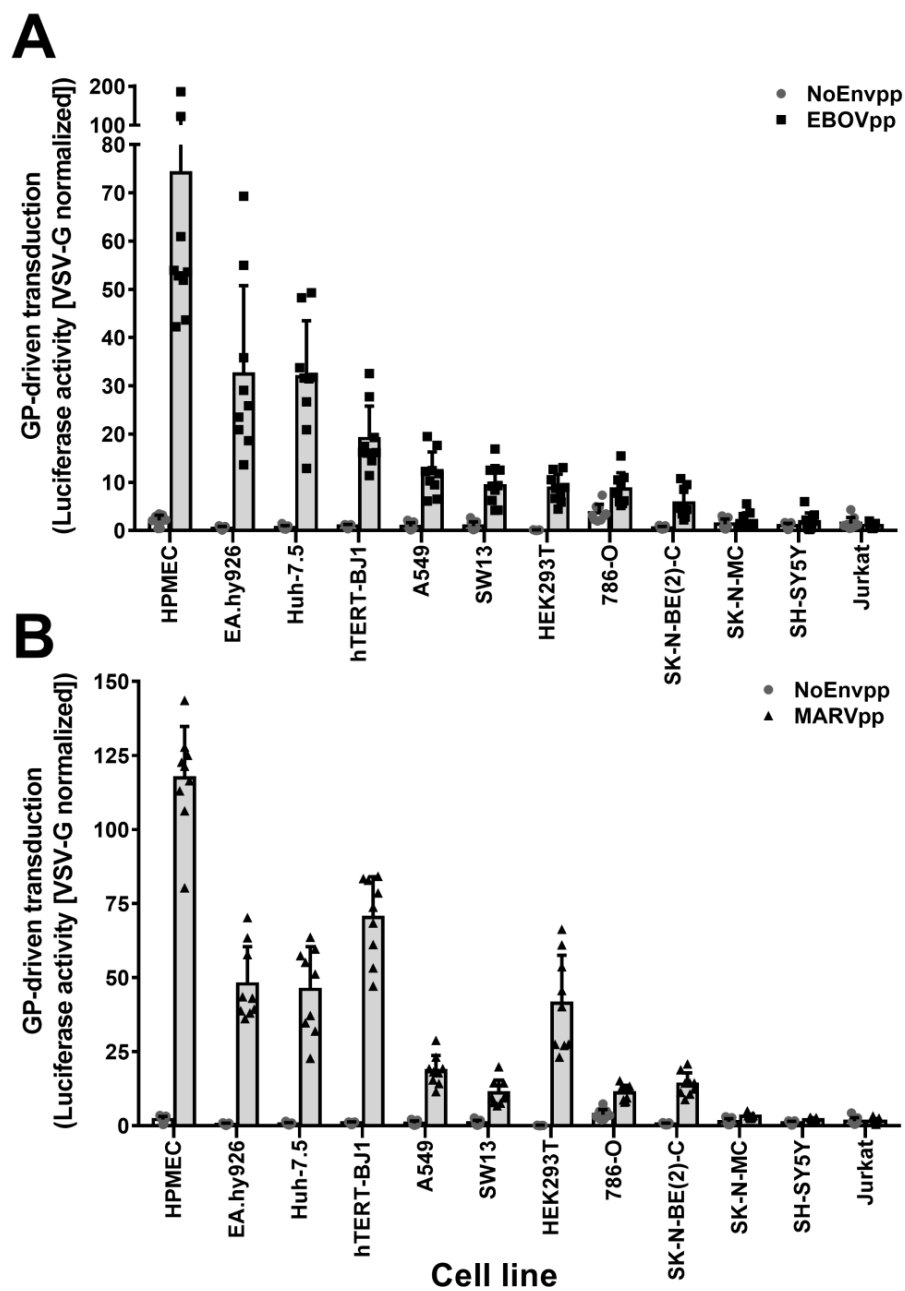 A
NoEnvpp
EBOVpp
GP-driven transduction
(Luciferase activity [VSV-G normalized])
200
100
80
70
60
50
40
30
20
10
0
HPMEC
EA.hy926
Huh-7.5
hTERT-BJ1
A549
SW13
HEK293T
786-O
SK-N-BE(2)-C
SK-N-MC
SH-SY5Y
Jurkat
B
NoEnvpp
MARVpp
GP-driven transduction
(Luciferase activity [VSV-G normalized])
150
125
100
75
50
25
0
HPMEC
EA.hy926
Huh-7.5
hTERT-BJ1
A549
SW13
HEK293T
786-O
SK-N-BE(2)-C
SK-N-MC
SH-SY5Y
Jurkat
Cell line